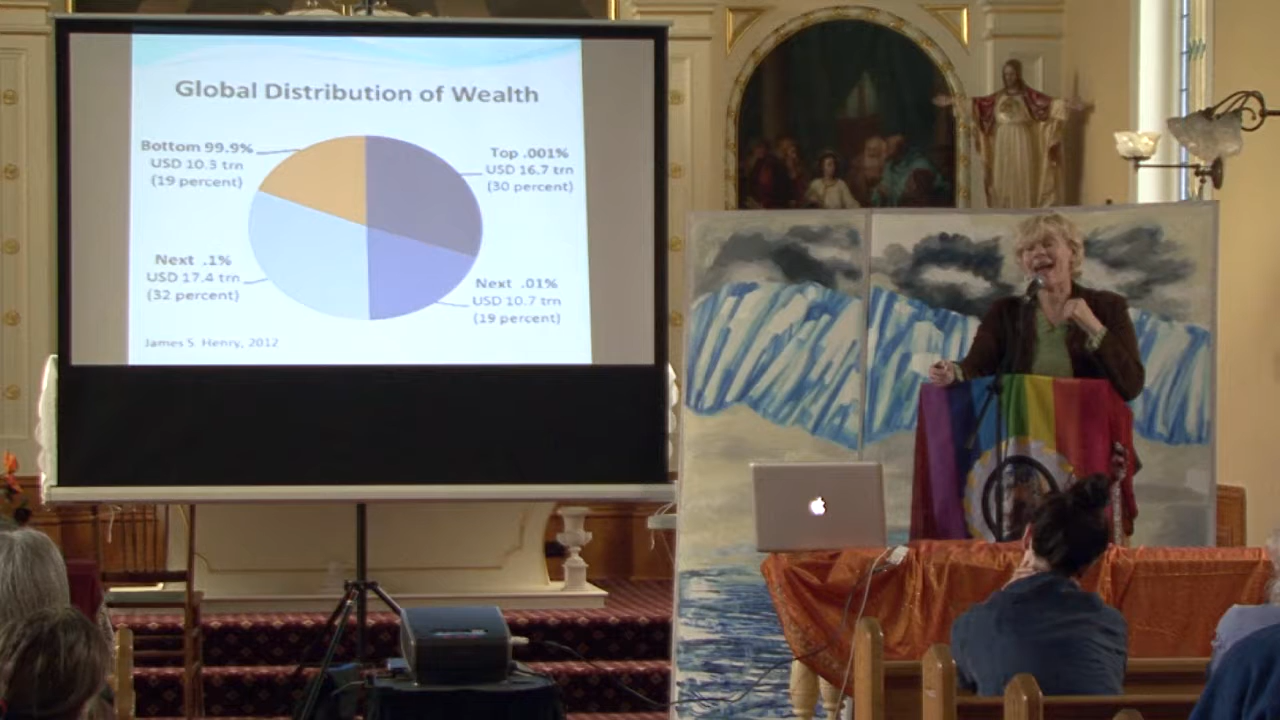 Global Distribution of Wealth
Bottom 99.9%
USD 10.3 trn
(19 percent)
Top .001%
USD 16.7 trn
(30 percent)
Next .1%
USD 17.4 trn
(32 percent)
Next .01%
USD 10.7 trn
(19 percent)
James S. Henry, 2012